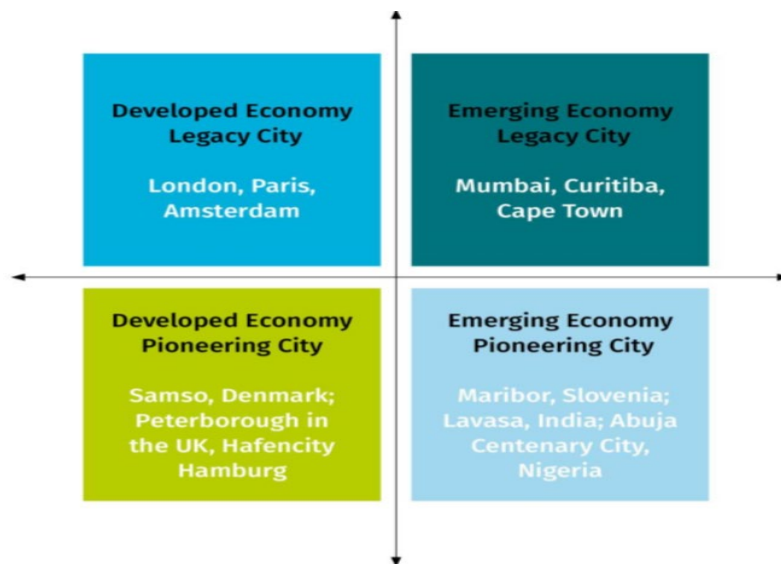 Developed Economy
Legacy City
London, Paris,
Amsterdam
Emerging Economy
Legacy City
Mumbai, Curitiba,
Cape Town
Developed Economy
Pioneering City
Samso, Denmark;
Peterborough in
the UK, Hafencity
Hamburg
Emerging Economy
Pioneering City
Maribor, Slovenia;
Lavasa, India; Abuja
Centenary City,
Nigeria